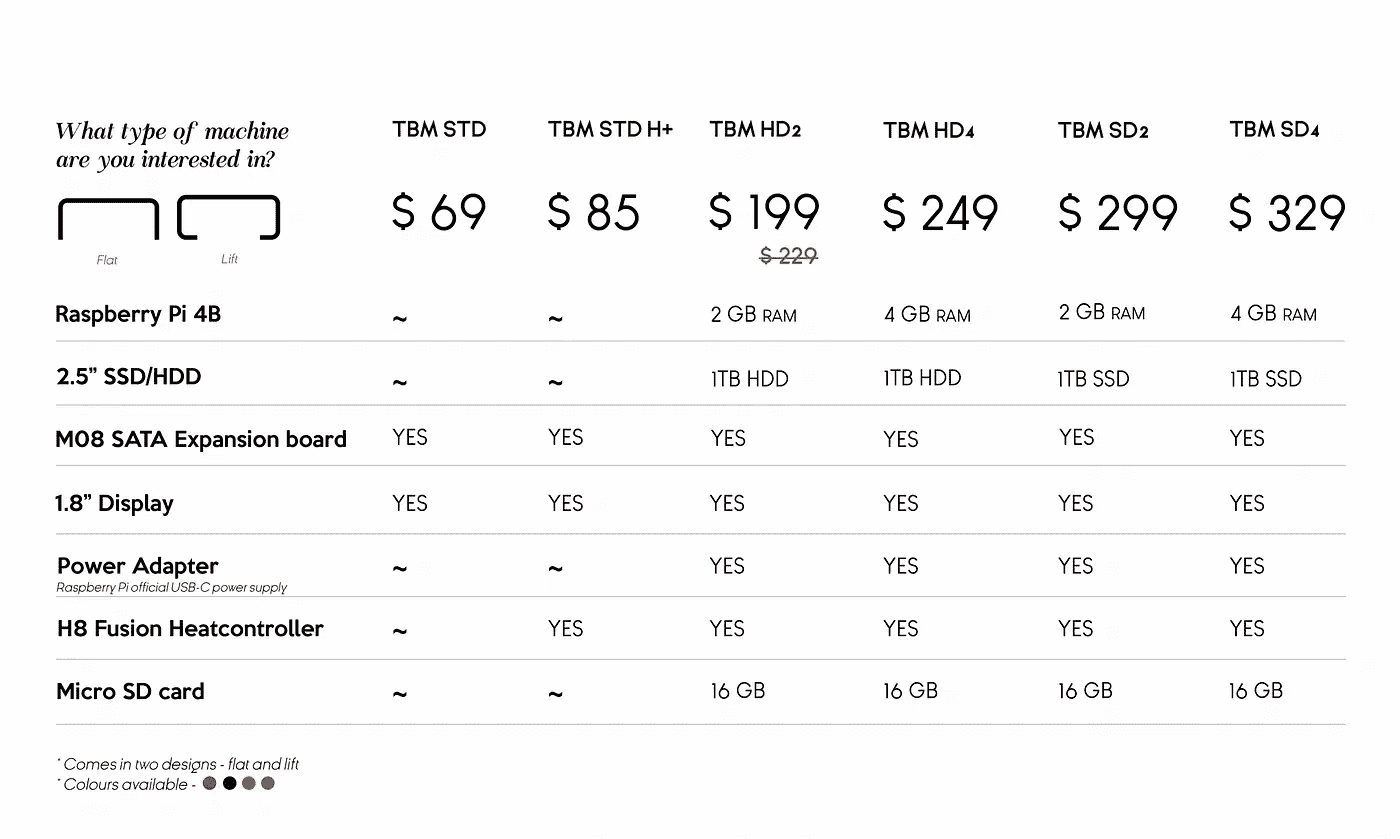 What type of machine
are you interested in?
Flat Lift
TBM STD TBM STD H+ TBM HD2 TBM HD4 TBM SD2 TBM SD4
$ 69 $ 85 $ 199 $ 249 $ 299 $ 329
$ 229
Raspberry Pi 4B ~ ~ 2 GB RAM 4 GB RAM 2 GB RAM 4 GB RAM
2.5” SSD/HDD ~ ~ 1TB HDD 1TB HDD 1TB SSD 1TB SSD
M08 SATA Expansion board YES YES YES YES YES YES
1.8” Display YES YES YES YES YES YES
Power Adapter ~ ~ YES YES YES YES
Raspberry Pi official USB-C power supply
H8 Fusion Heatcontroller ~ YES YES YES YES YES
Micro SD card ~ ~ 16 GB 16 GB 16 GB 16 GB
* Comes in two designs - flat and lift
* Colours available -